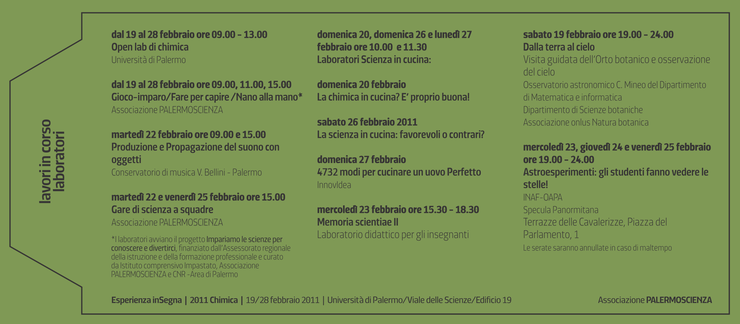 lavori in corso
laboratori
dal 19 al 28 febbraio ore 09.00 - 13.00
Open lab di chimica
Università di Palermo
dal 19 al 28 febbraio ore 09.00, 11.00, 15.00
Gioco-imparo/Fare per capire /Nano alla mano*
Associazione PALERMOSCIENZA
martedì 22 febbraio ore 09.00 e 15.00
Produzione e Propagazione del suono con
oggetti
Conservatorio di musica V. Bellini - Palermo
martedì 22 e venerdì 25 febbraio ore 15.00
Gare di scienza a squadre
Associazione PALERMOSCIENZA
*I laboratori avviano il progetto Impariamo le scienze per
conoscere e divertirci, finanziato dall'Assessorato regionale
della istruzione e della formazione professionale e curato
da Istituto comprensivo Impastato, Associazione
PALERMOSCIENZA e CNR -Area di Palermo
domenica 20, domenica 26 e lunedì 27
febbraio ore 10.00 e 11.30
Laboratori Scienza in cucina:
domenica 20 febbraio
La chimica in cucina? E' proprio buona!
sabato 26 febbraio 2011
La scienza in cucina: favorevoli o contrari?
domenica 27 febbraio
4732 modi per cucinare un uovo Perfetto
Innovidea
mercoledì 23 febbraio ore 15.30 - 18.30
Memoria scientiae II
Laboratorio didattico per gli insegnanti
sabato 19 febbraio ore 19.00 - 24.00
Dalla terra al cielo
Visita guidata dell'Orto botanico e osservazione
del cielo
Osservatorio astronomico C. Mineo del Dipartimento
di Matematica e informatica
Dipartimento di Scienze botaniche
Associazione onlus Natura botanica
mercoledì 23, giovedì 24 e venerdì 25 febbraio
ore 19.00 - 24.00
Astroesperimenti: gli studenti fanno vedere le
stelle!
INAF-OAPA
Specula Panormitana
Terrazze delle Cavalerizze, Piazza del
Parlamento, 1
Le serate saranno annullate in caso di maltempo
Esperienza inSegna | 2011 Chimica | 19/28 febbraio 2011 | Università di Palermo/Viale delle Scienze/Edificio 19
Associazione PALERMOSCIENZA